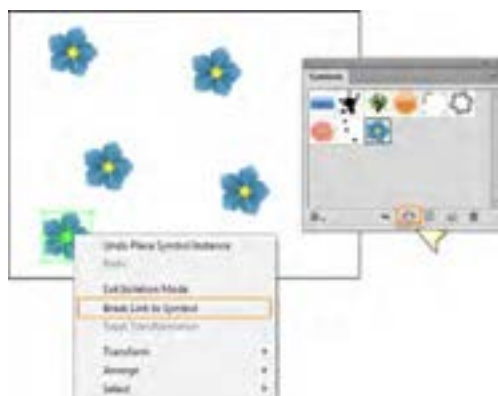 Symbols
Undo Place Symbol Instance
Redo
Exit Isolation Mode
Break Link to Symbol
Reset Transformation
Transform
Arrange
Select